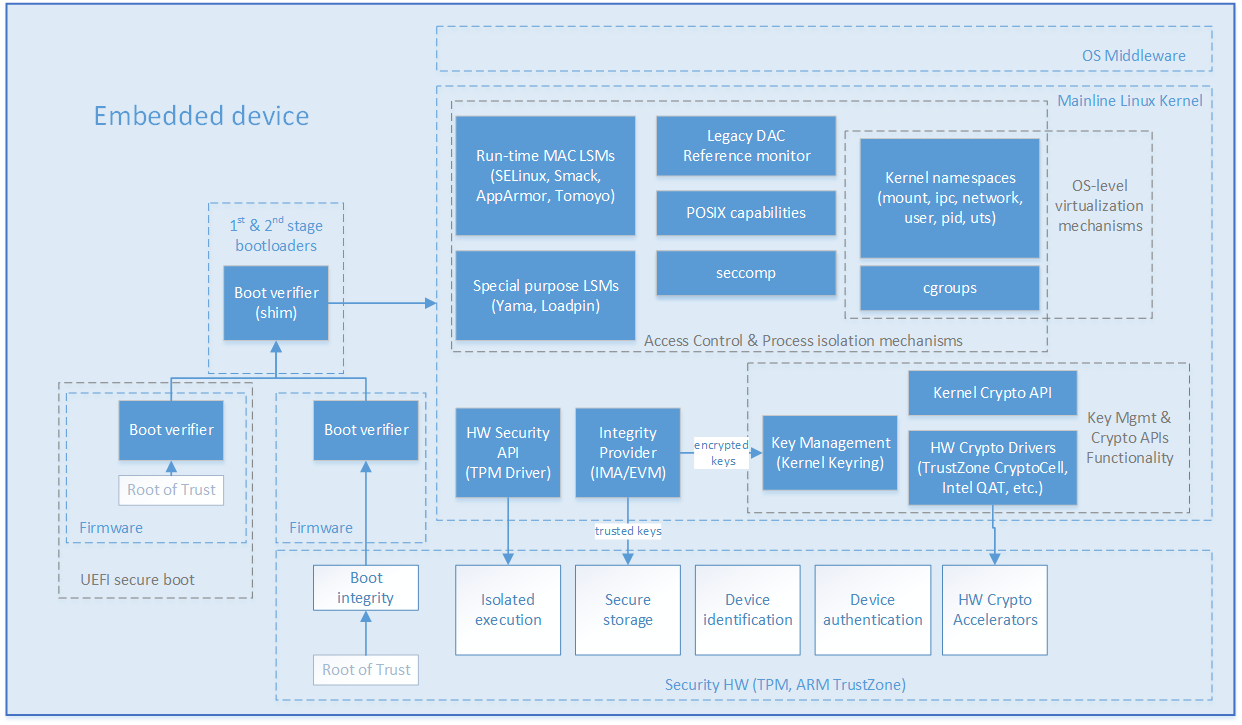 OS Middleware
Embedded device
Mainline Linux Kernel
Run-time MAC LSMs
(SELinux, Smack,
AppArmor, Tomoyo)
Legacy DAC
Reference monitor
POSIX capabilities
seccomp
Kernel namespaces
(mount, ipc, network,
user, pid, uts)
cgroups
OS-level
virtualization
mechanisms
Special purpose LSMs
(Yama, Loadpin)
Access Control & Process isolation mechanisms
1st & 2nd stage
bootloaders
Boot verifier
(shim)
Boot verifier
Root of Trust
Firmware
UEFI secure boot
Boot verifier
Firmware
HW Security
API
(TPM Driver)
Integrity
Provider
(IMA/EVM)
encrypted
keys
Key Management
(Kernel Keyring)
Kernel Crypto API
HW Crypto Drivers
(TrustZone CryptoCell,
Intel QAT, etc.)
Key Mgmt &
Crypto APIs
Functionality
trusted keys
Boot
integrity
Root of Trust
Isolated
execution
Secure
storage
Device
identification
Device
authentication
HW Crypto
Accelerators
Security HW (TPM, ARM TrustZone)